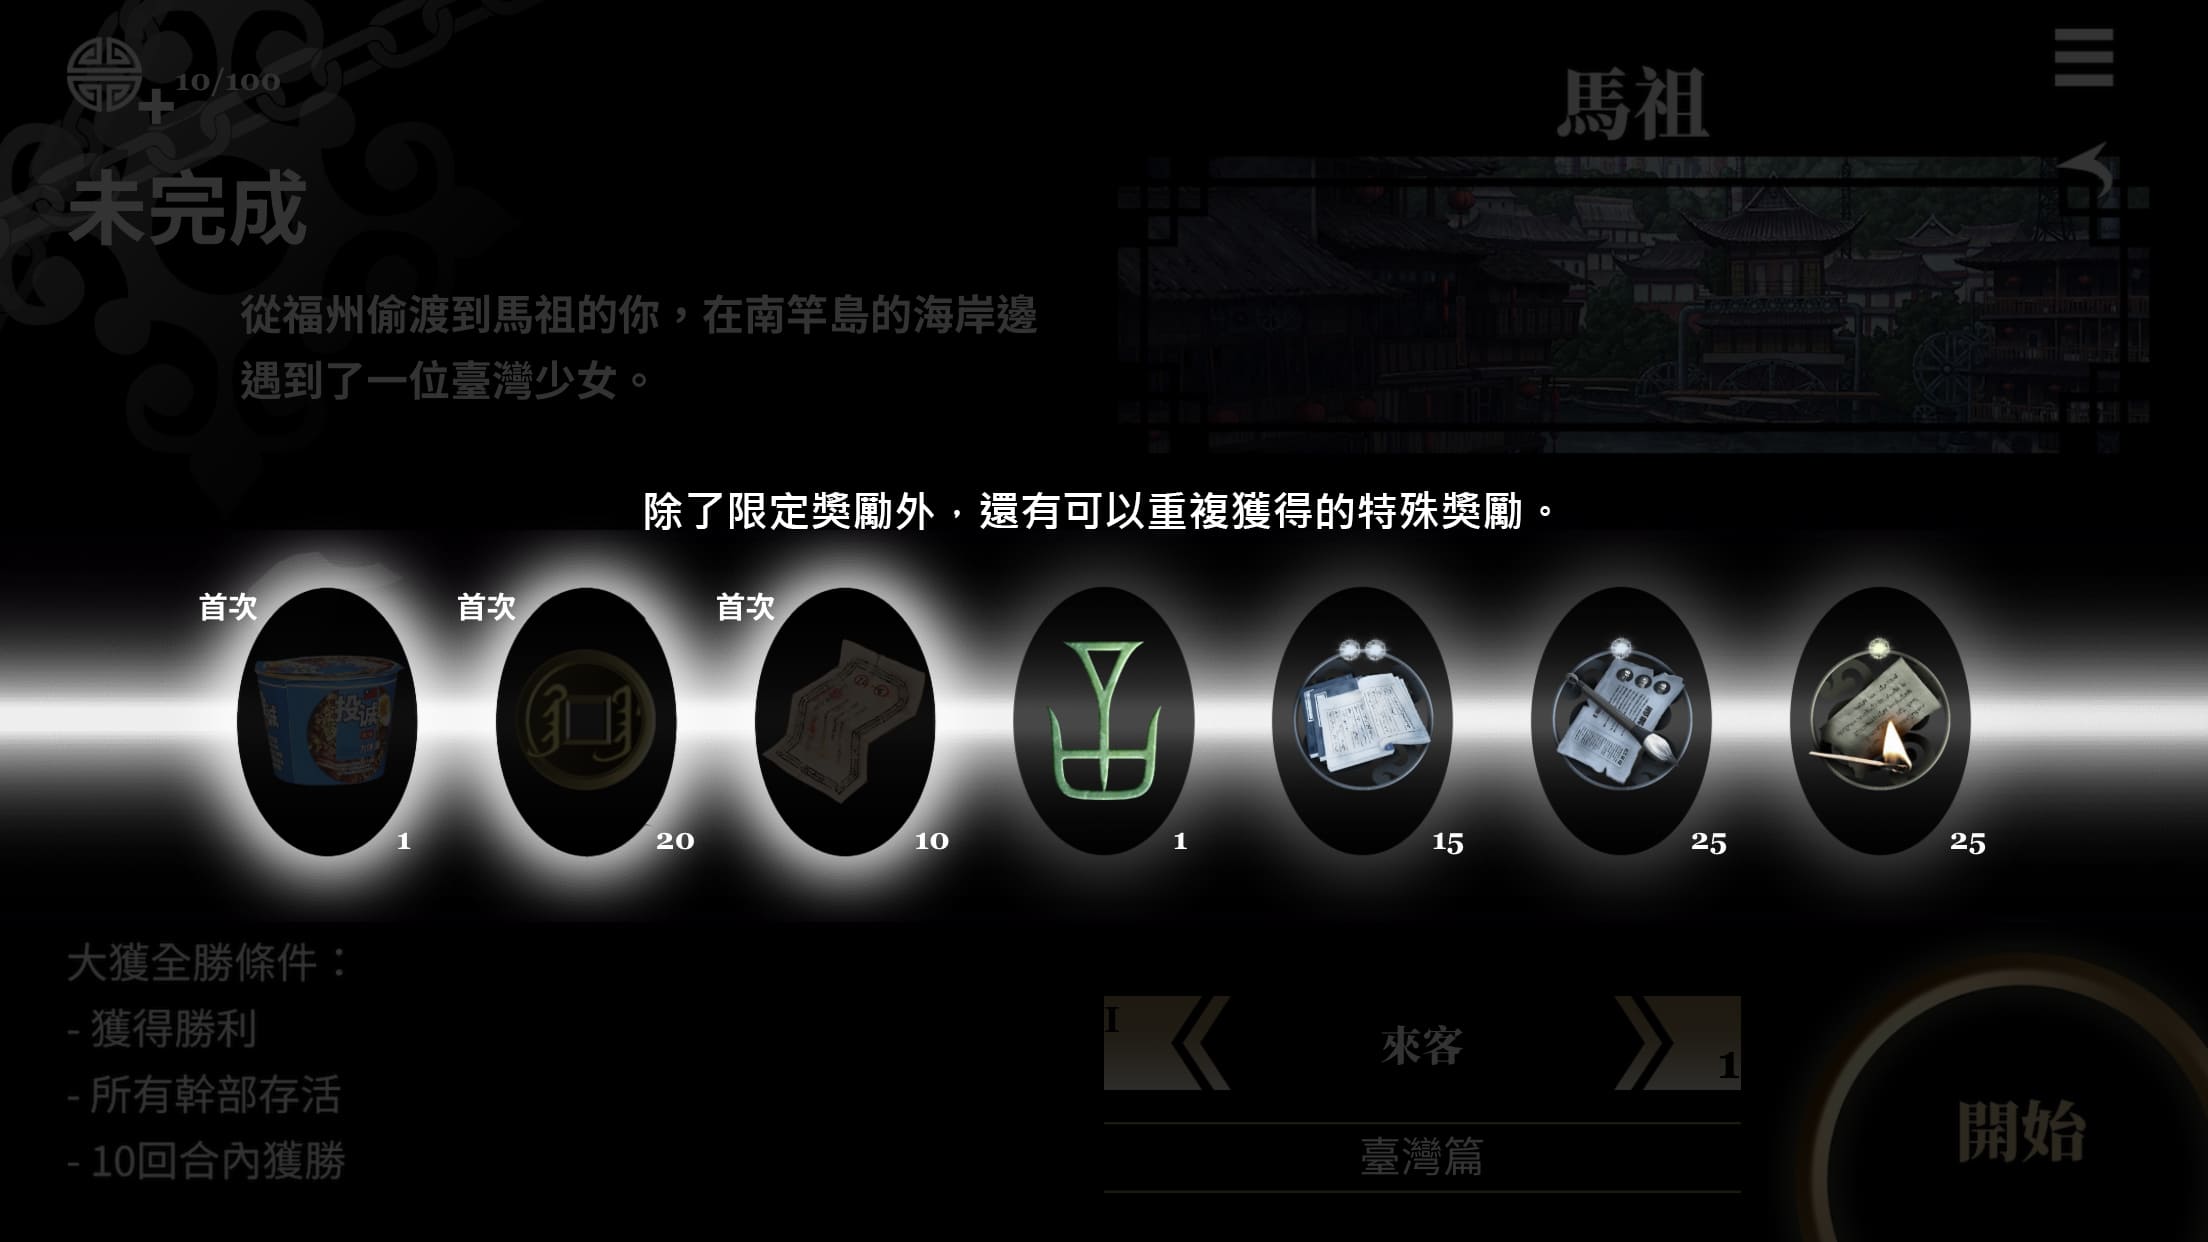 10/100
馬祖
未完成
從福州偷渡到馬祖的你，在南竿島的海岸邊
遇到了一位臺灣少女。
除了限定獎勵外，還有可以重複獲得的特殊獎勵。
首次
首次
首次
投诚
1
20
10
1
15
25
25
大獲全勝條件：
- 獲得勝利
- 所有幹部存活
- 10回合內獲勝
I
來客
1
臺灣篇
開始